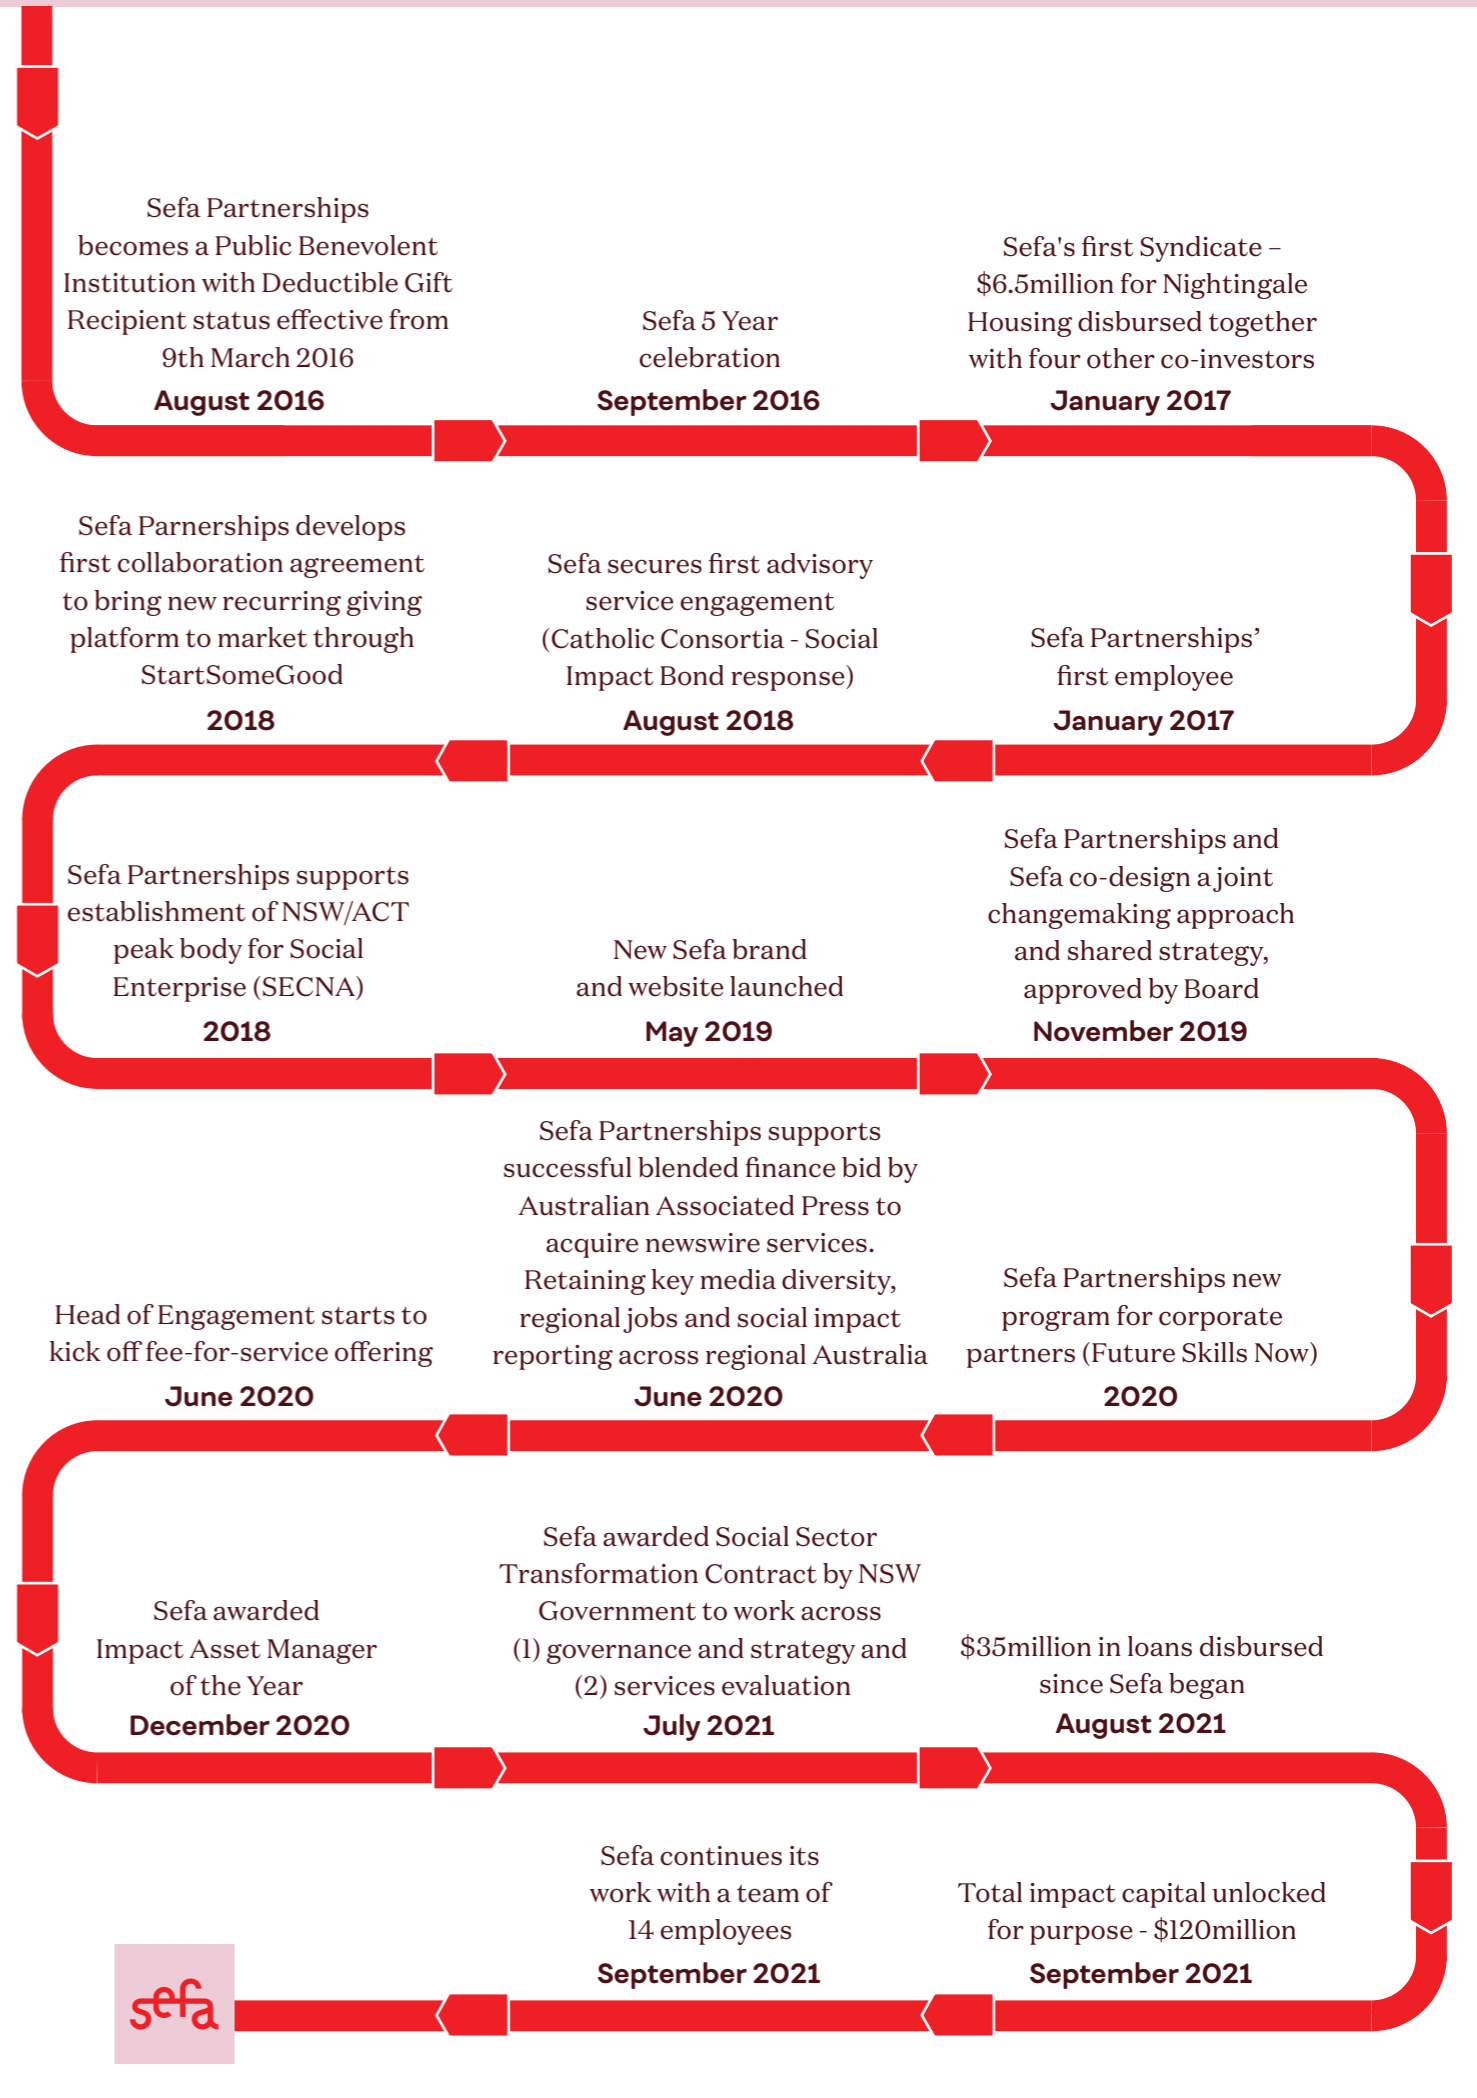 Sefa Partnerships
becomes a Public Benevolent
Institution with Deductible Gift
Recipient status effective from
9th March 2016
August 2016
Sefa 5 Year
celebration
September 2016
Sefa's first Syndicate –
$6.5million for Nightingale
Housing disbursed together
with four other co-investors
January 2017
Sefa Partnerships’
first employee
January 2017
Sefa secures first advisory
service engagement
(Catholic Consortia - Social
Impact Bond response)
August 2018
Sefa Parnerships develops
first collaboration agreement
to bring new recurring giving
platform to market through
StartSomeGood
2018
Sefa Partnerships supports
establishment of NSW/ACT
peak body for Social
Enterprise (SECNA)
2018
New Sefa brand
and website launched
May 2019
Sefa Partnerships and
Sefa co-design a joint
changemaking approach
and shared strategy,
approved by Board
November 2019
Sefa Partnerships new
program for corporate
partners (Future Skills Now)
2020
Sefa Partnerships supports
successful blended finance bid by
Australian Associated Press to
acquire newswire services.
Retaining key media diversity,
regional jobs and social impact
reporting across regional Australia
June 2020
Head of Engagement starts to
kick off fee-for-service offering
June 2020
Sefa awarded
Impact Asset Manager
of the Year
December 2020
Sefa awarded Social Sector
Transformation Contract by NSW
Government to work across
(1) governance and strategy and
(2) services evaluation
July 2021
$35million in loans disbursed
since Sefa began
August 2021
Total impact capital unlocked
for purpose - $120million
September 2021
Sefa continues its
work with a team of
14 employees
September 2021
sefa